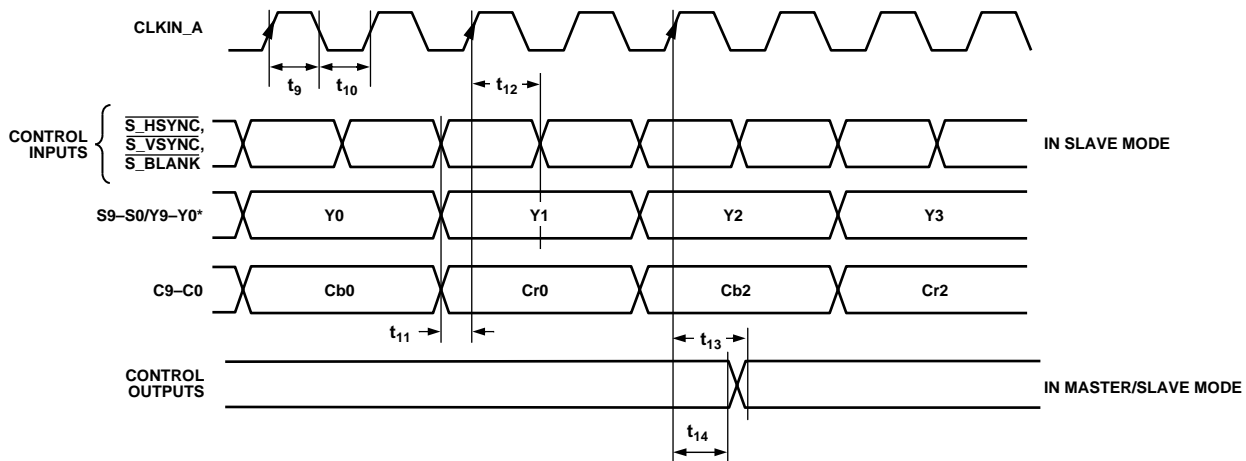 CLKIN_A
t9
t10
t12
CONTROL
INPUTS
S_HSYNC,
S_VSYNC,
S_BLANK
IN SLAVE MODE
S9–S0/Y9–Y0*
Y0
Y1
Y2
Y3
C9–C0
Cb0
Cr0
Cb2
Cr2
t11
t13
CONTROL
OUTPUTS
IN MASTER/SLAVE MODE
t14